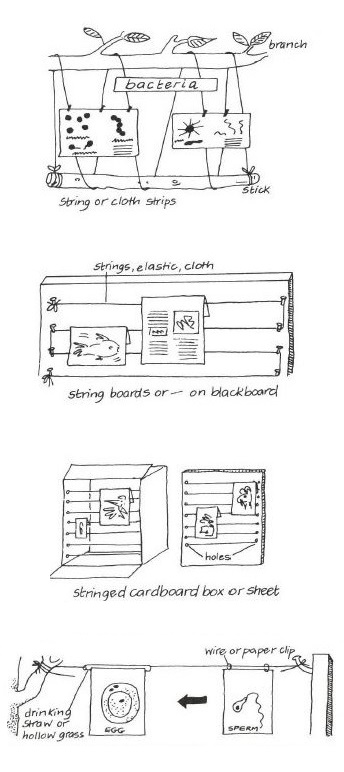 branch
bacteria
string or cloth strips
stick
strings, elastic, cloth
string boards or — on blackboard
holes
stringed cardboard box or sheet
wire or paper clip
drinking
straw or
hollow grass
EGG
SPERM